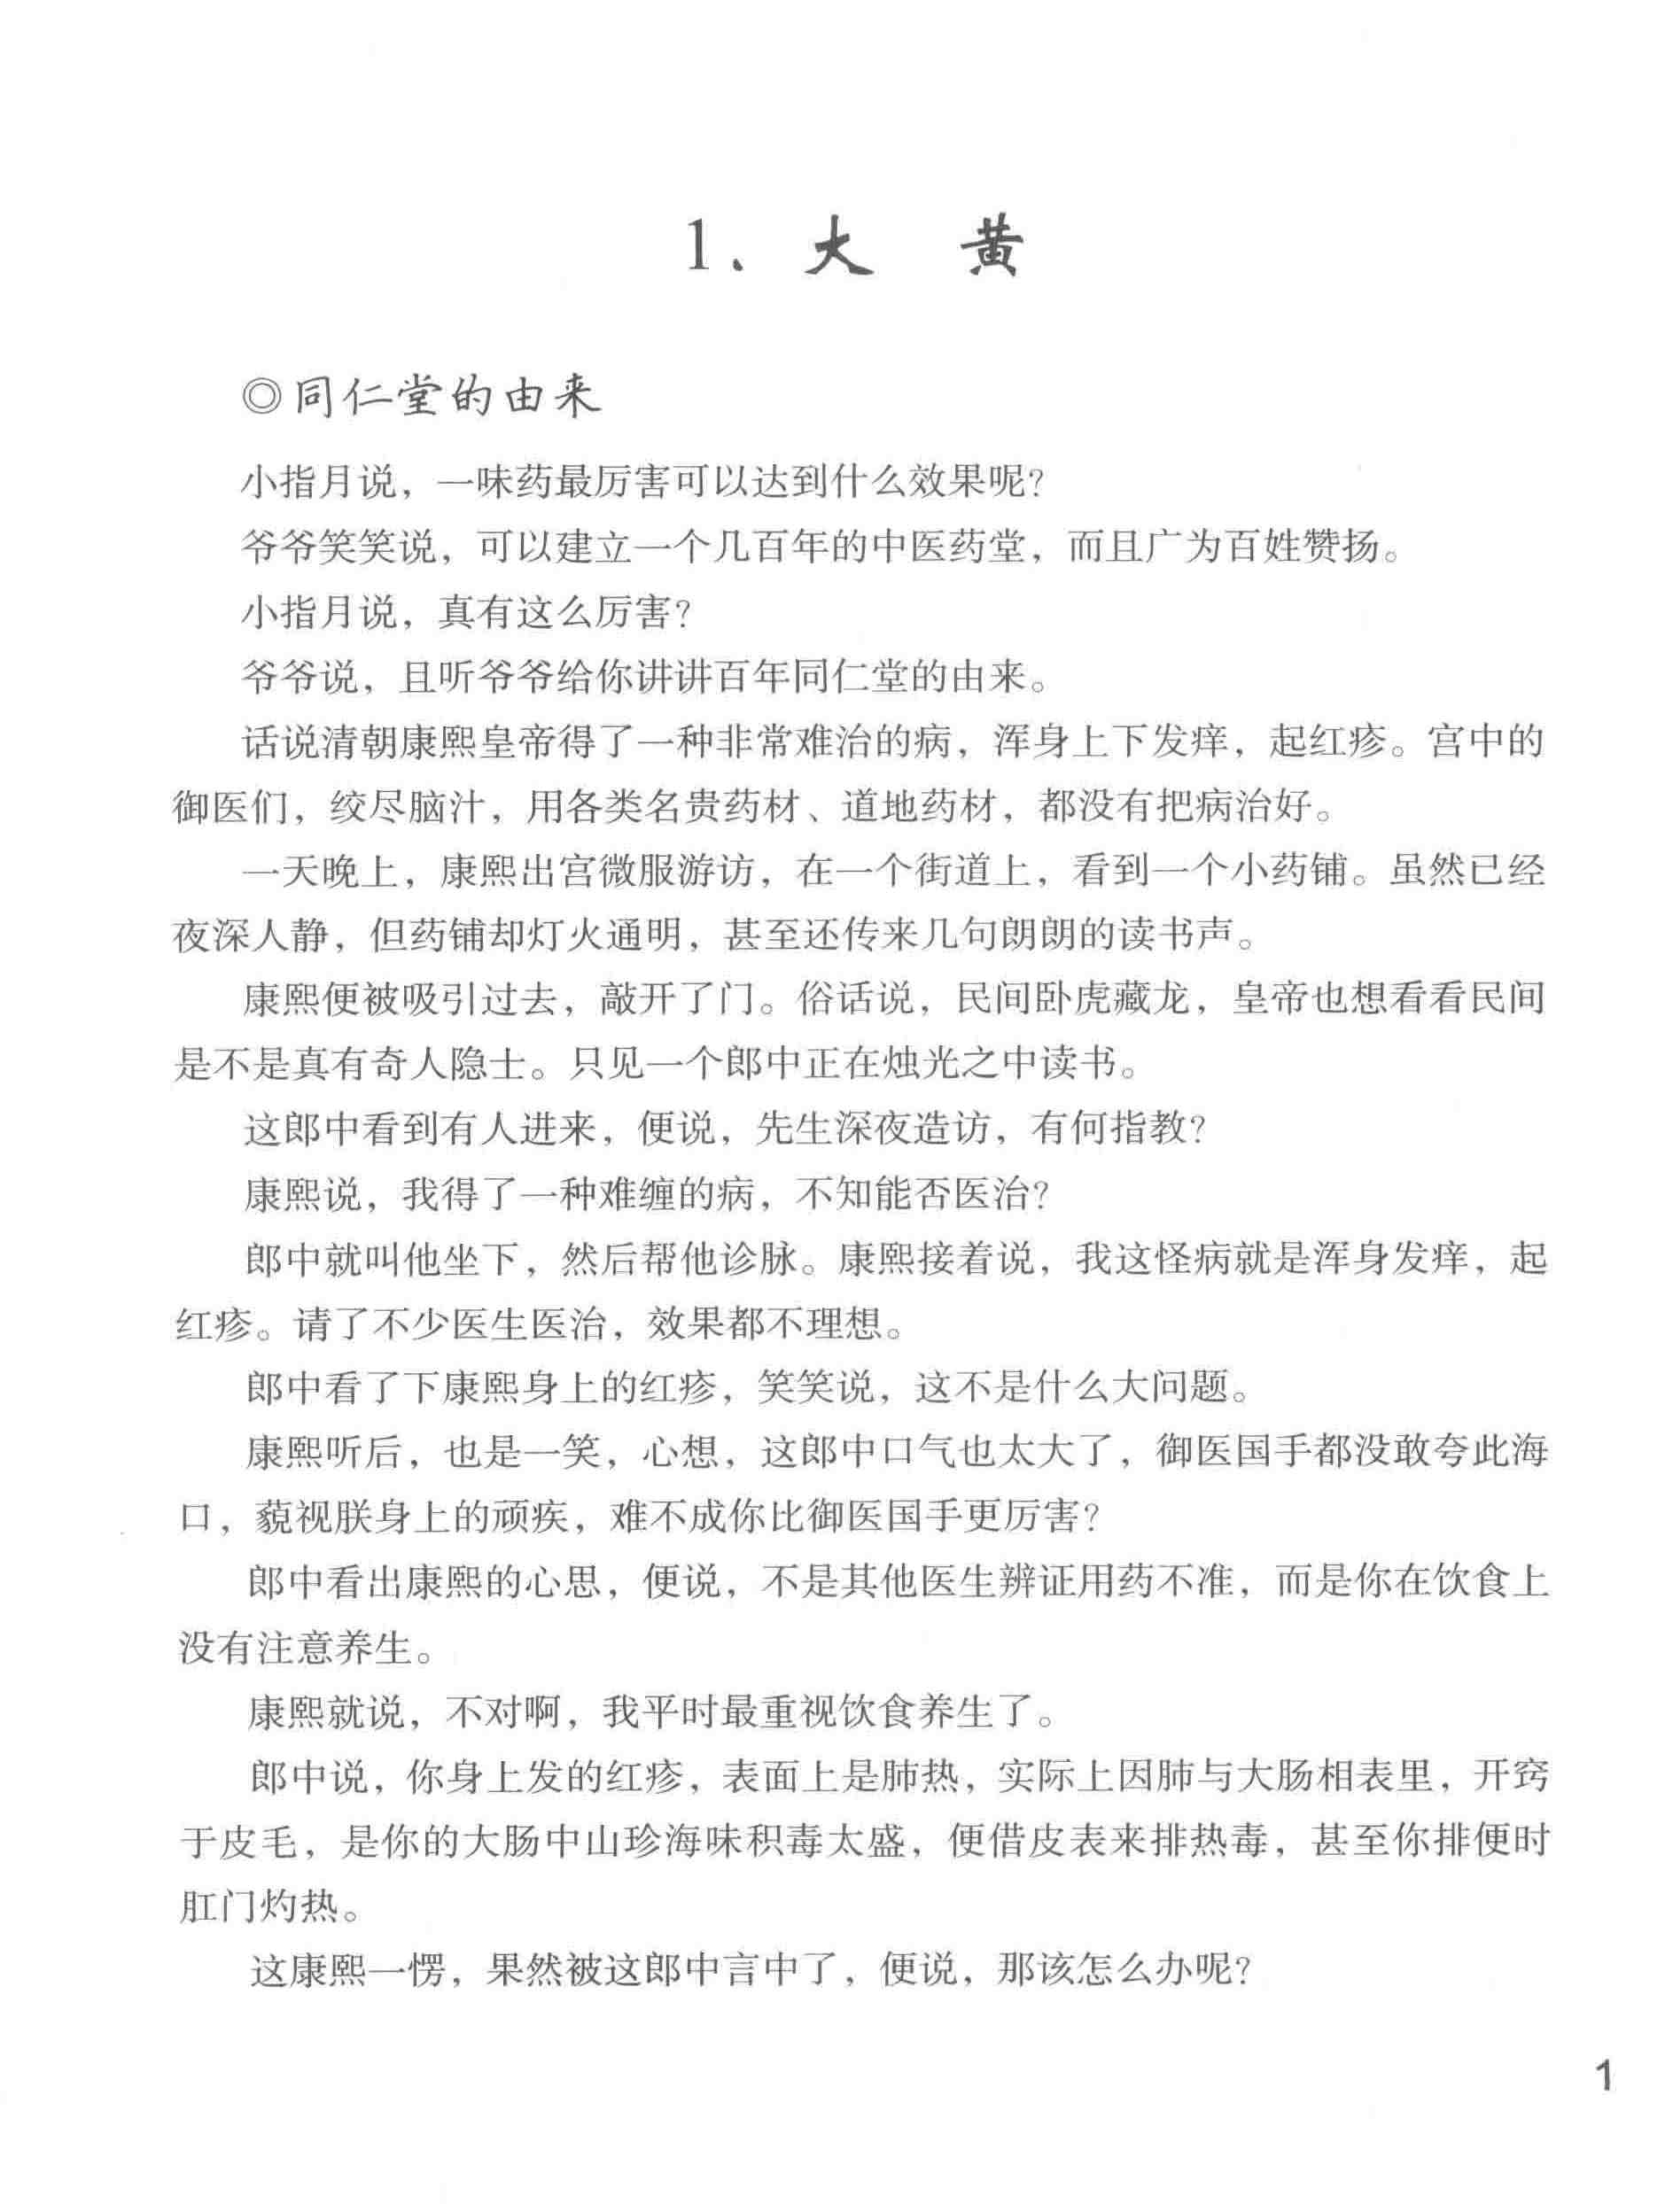 1、大 黄
◎同仁堂的由来
小指月说，一味药最厉害可以达到什么效果呢？
爷爷笑笑说，可以建立一个几百年的中医药堂，而且广为百姓赞扬。
小指月说，真有这么厉害？
爷爷说，且听爷爷给你讲讲百年同仁堂的由来。
话说清朝康熙皇帝得了一种非常难治的病，浑身上下发痒，起红疹。宫中的
御医们，绞尽脑汁，用各类名贵药材、道地药材，都没有把病治好。
一天晚上，康熙出宫微服游访，在一个街道上，看到一个小药铺。虽然已经
夜深人静，但药铺却灯火通明，甚至还传来几句朗朗的读书声。
康熙便被吸引过去，敲开了门。俗话说，民间卧虎藏龙，皇帝也想看看民间
是不是真有奇人隐士。只见一个郎中正在烛光之中读书。
这郎中看到有人进来，便说，先生深夜造访，有何指教？
康熙说，我得了一种难缠的病，不知能否医治？
郎中就叫他坐下，然后帮他诊脉。康熙接着说，我这怪病就是浑身发痒，起
红疹。请了不少医生医治，效果都不理想。
郎中看了下康熙身上的红疹，笑笑说，这不是什么大问题。
康熙听后，也是一笑，心想，这郎中口气也太大了，御医国手都没敢夸此海
口，藐视朕身上的顽疾，难不成你比御医国手更厉害？
郎中看出康熙的心思，便说，不是其他医生辨证用药不准，而是你在饮食上
没有注意养生。
康熙就说，不对啊，我平时最重视饮食养生了。
郎中说，你身上发的红疹，表面上是肺热，实际上因肺与大肠相表里，开窍
于皮毛，是你的大肠中山珍海味积毒太盛，便借皮表来排热毒，甚至你排便时
肛门灼热。
这康熙一愣，果然被这郎中言中了，便说，那该怎么办呢？
1